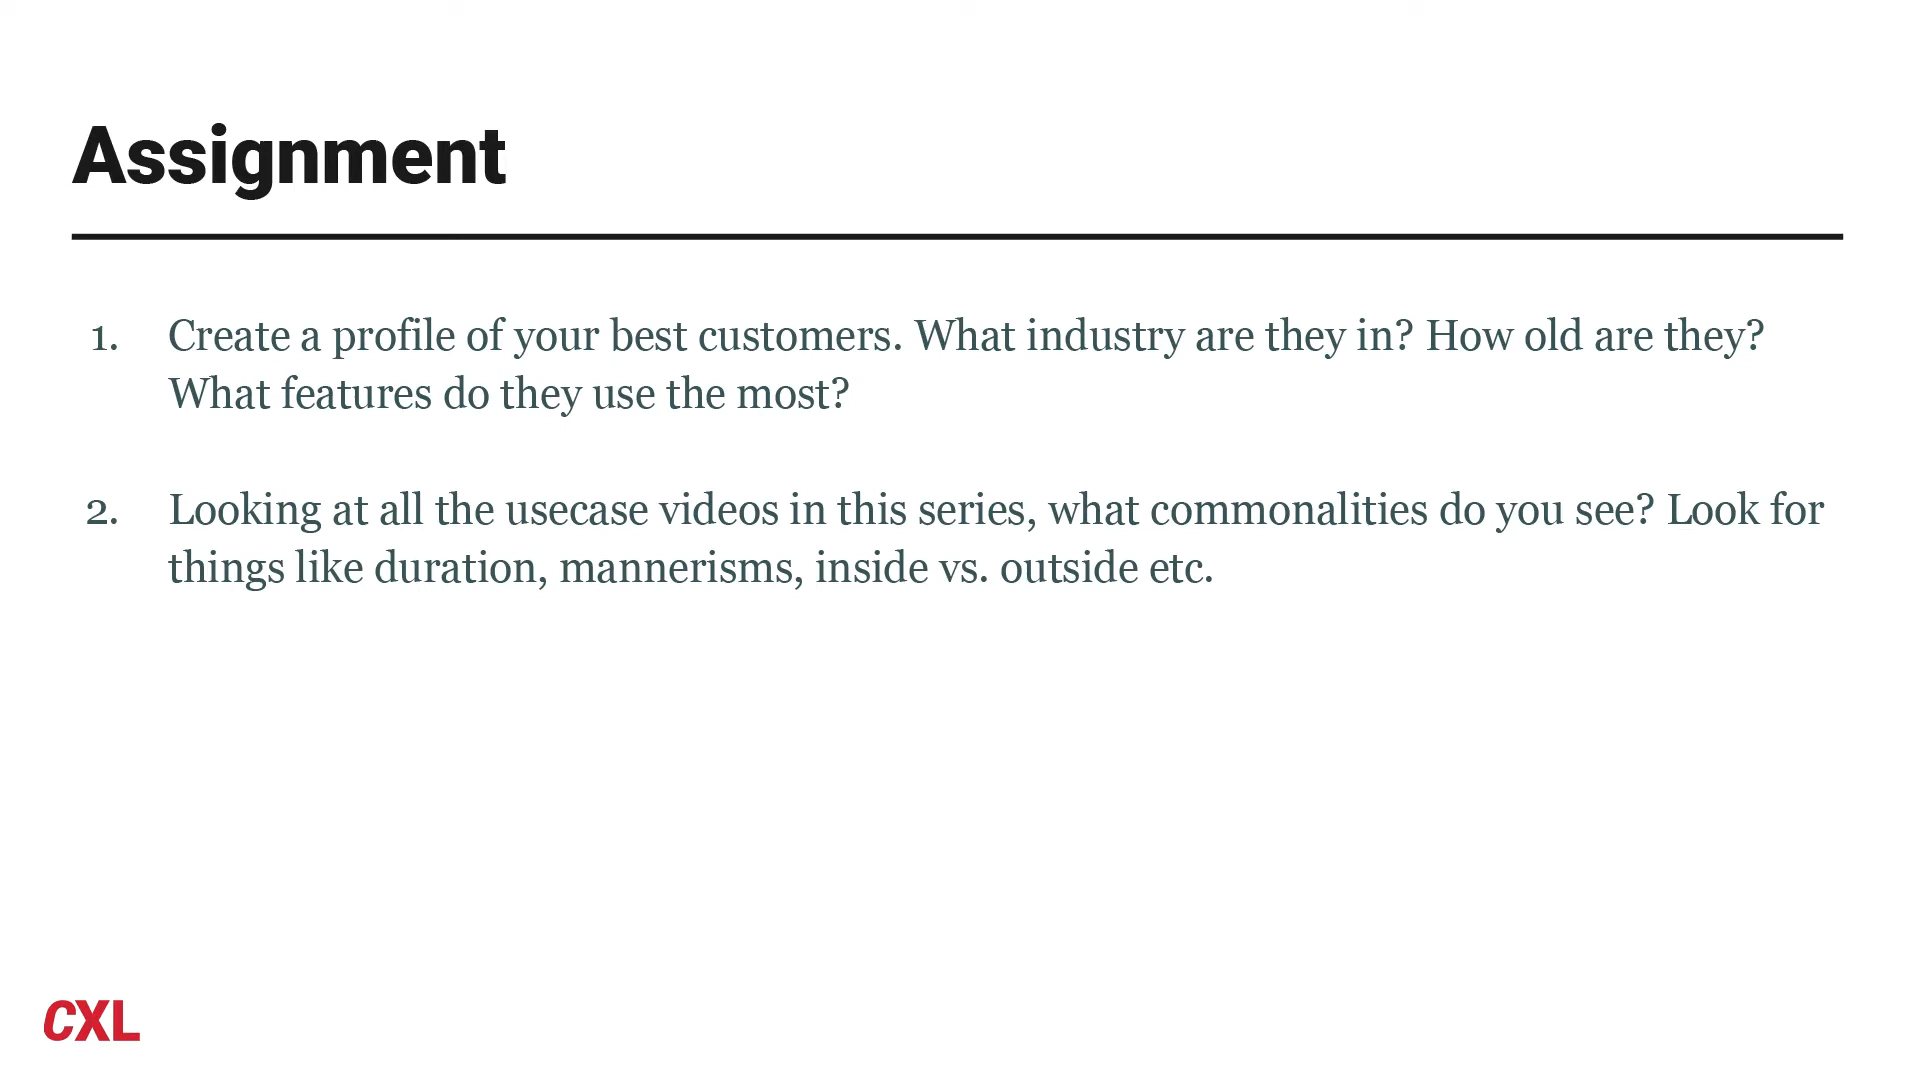 Assignment
1. Create a profile of your best customers. What industry are they in? How old are they?
What features do they use the most?
2. Looking at all the usecase videos in this series, what commonalities do you see? Look for
things like duration, mannerisms, inside vs. outside etc.
CXL